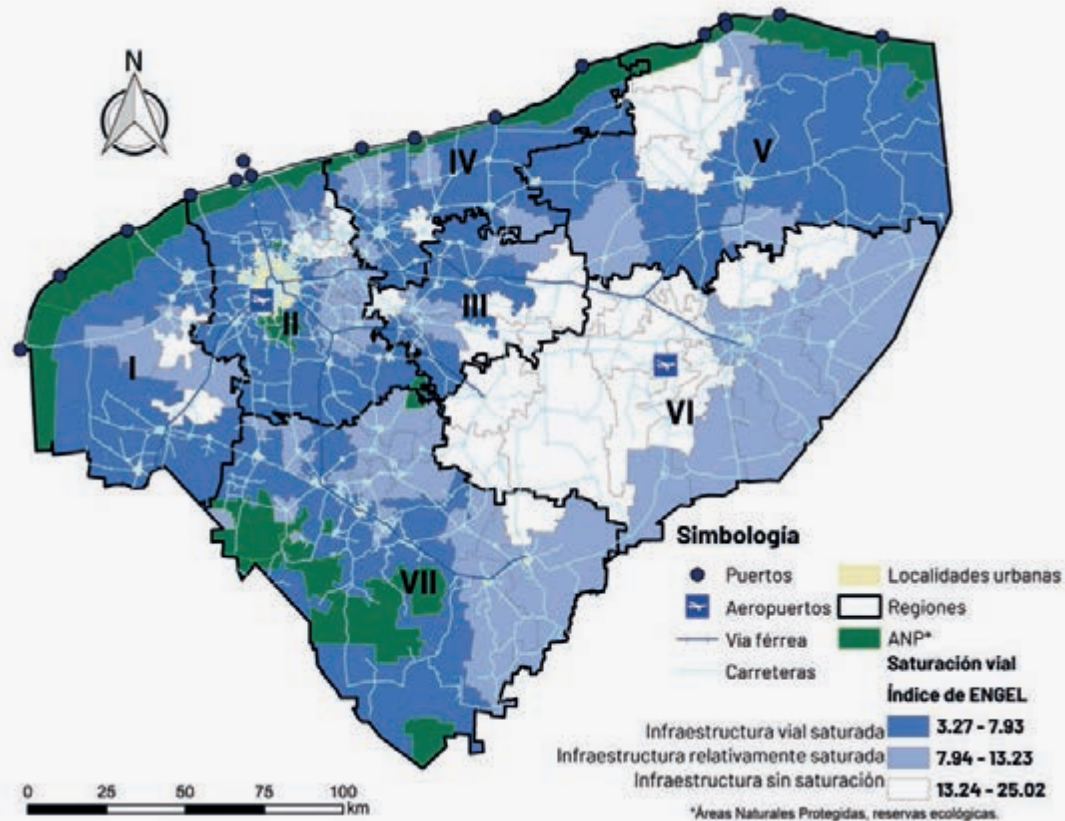 N
IV
V
II
III
I
VI
VII
Simbología
Puertos
Localidades urbanas
Aeropuertos
Regiones
Vía férrea
ANP*
Carreteras
Saturación vial
Índice de ENGEL
Infraestructura vial saturada 3.27 - 7.93
Infraestructura relativamente saturada 7.94 - 13.23
Infraestructura sin saturación 13.24 - 25.02
0 25 50 75 100
km
*Áreas Naturales Protegidas, reservas ecológicas.